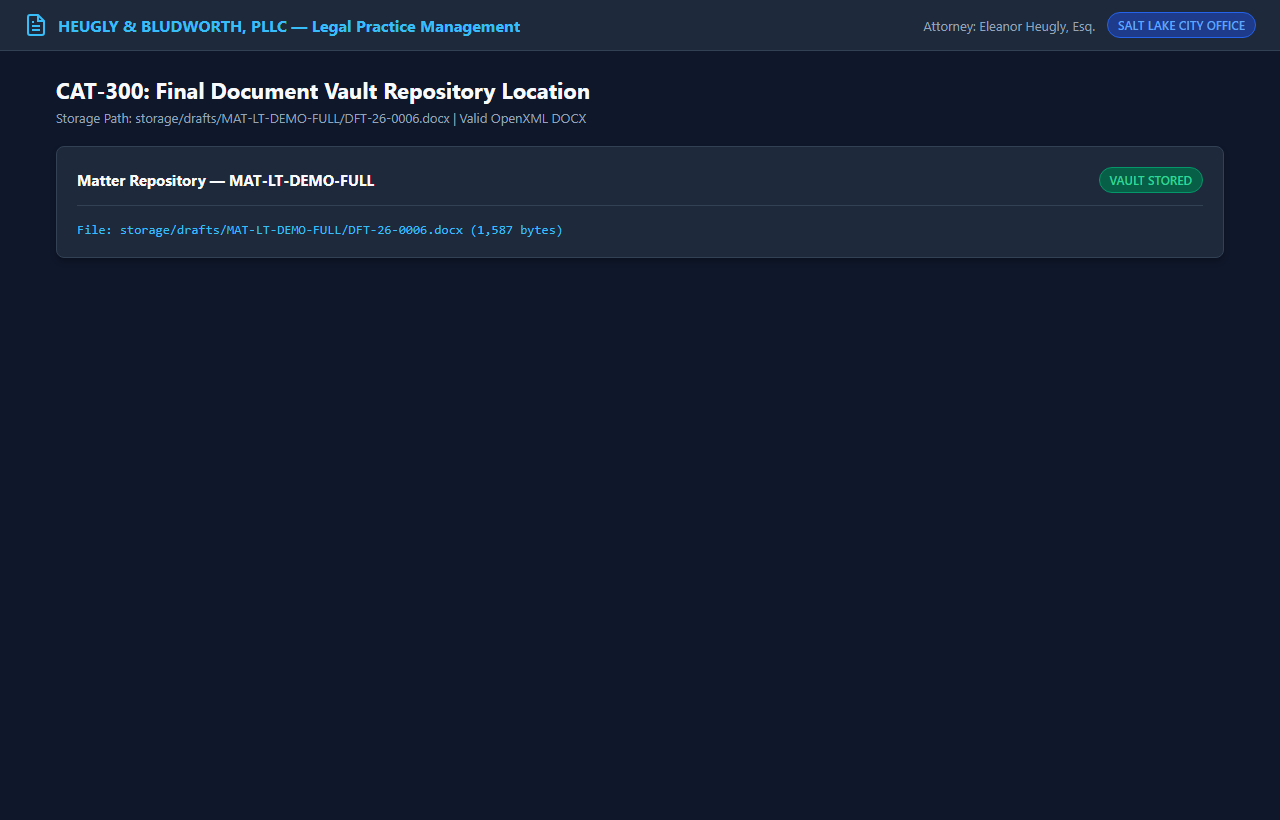 HEUGLY & BLUDWORTH, PLLC — Legal Practice Management
Attorney: Eleanor Heugly, Esq.
SALT LAKE CITY OFFICE
CAT-300: Final Document Vault Repository Location
Storage Path: storage/drafts/MAT-LT-DEMO-FULL/DFT-26-0006.docx | Valid OpenXML DOCX
Matter Repository — MAT-LT-DEMO-FULL
VAULT STORED
File: storage/drafts/MAT-LT-DEMO-FULL/DFT-26-0006.docx (1,587 bytes)